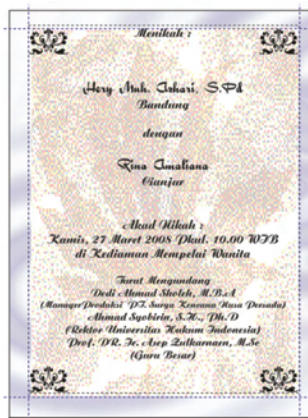 Menikah :
Hery Muh. Azhari, S.Pd
Bandung
dengan
Rina Amaliana
Cianjur
Akad Nikah :
Kamis, 27 Maret 2008 Pkul. 10.00 WIB
di Kediaman Mempelai Wanita
Turut Mengundang
Dedi Ahmad Sholeh, M.B.A
(Manager Produksi PT. Surya Kencana Nusa Persada)
Ahmad Syobirin, S.H., Ph.D
(Rektor Universitas Hukum Indonesia)
Prof. DR. Ir. Asep Zulkarnaen, M.Sc
(Guru Besar)